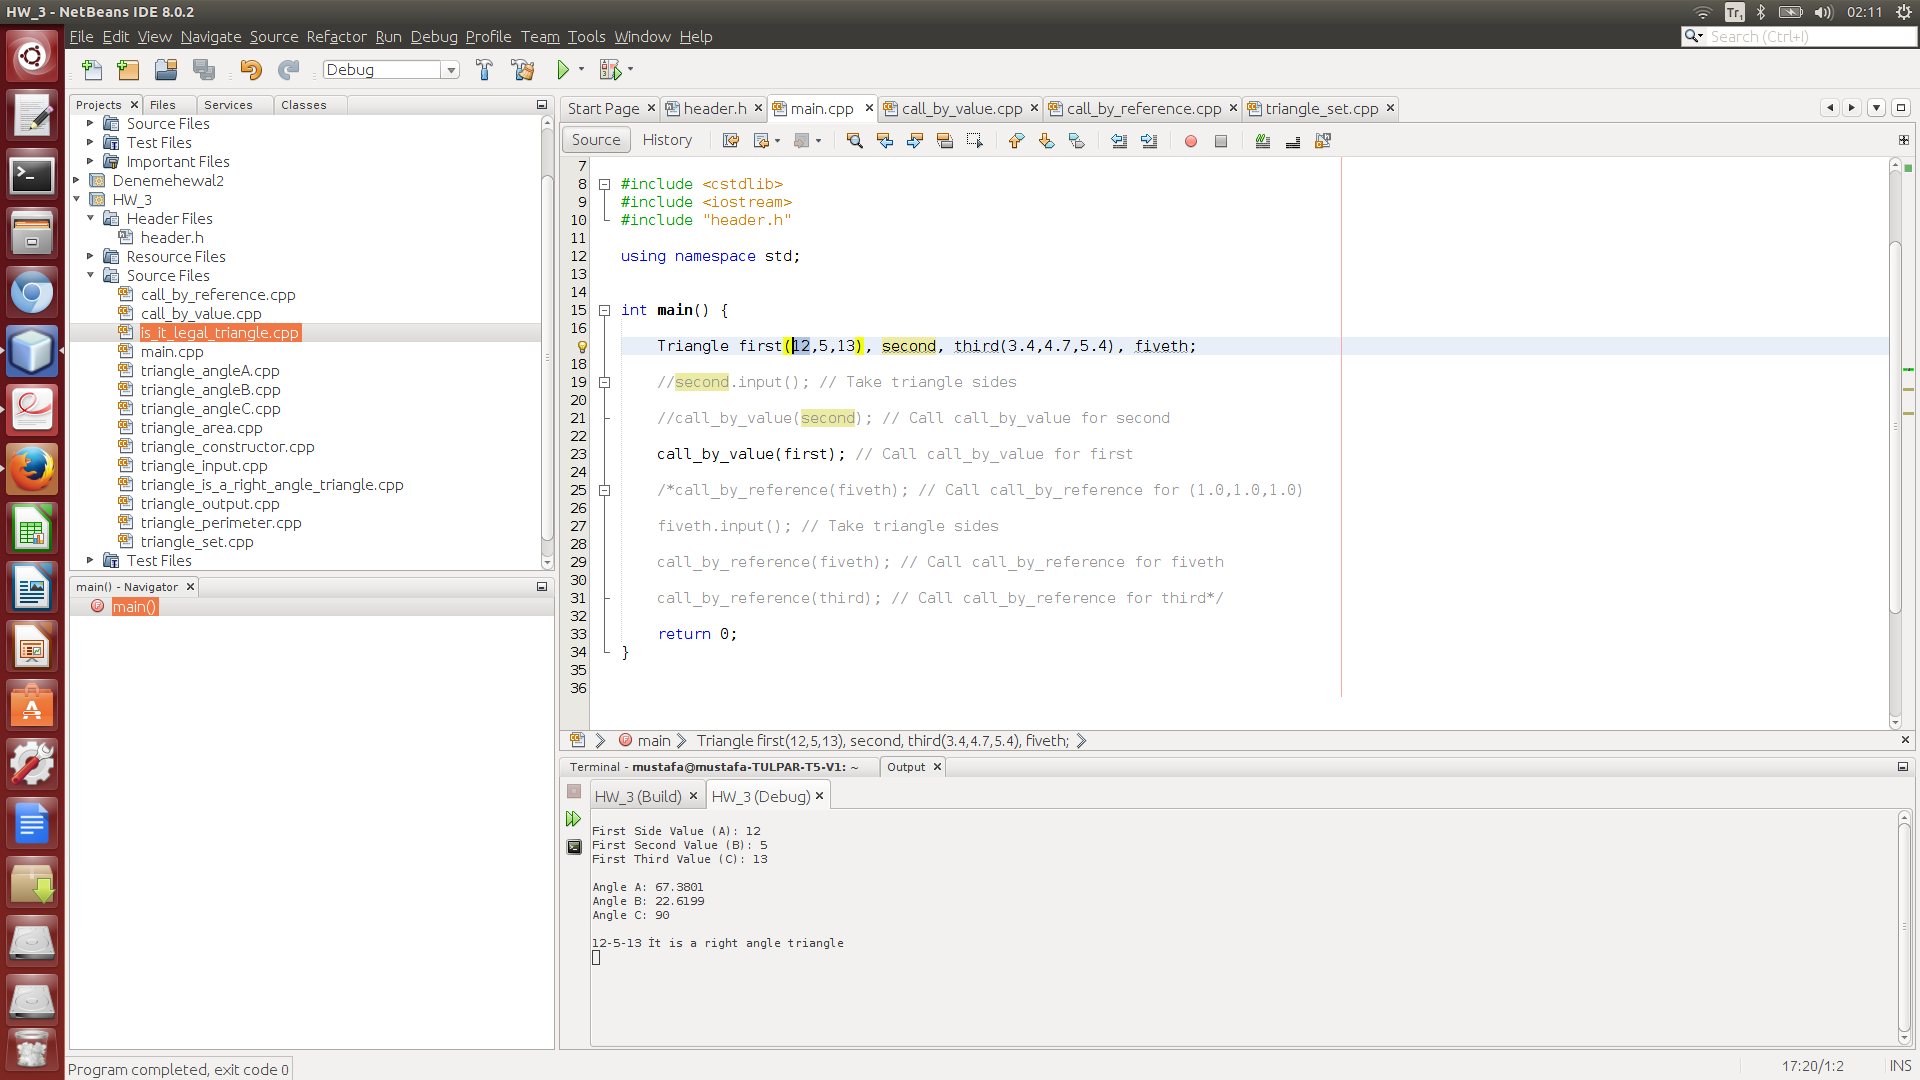 HW_3 - NetBeans IDE 8.0.2
Tr1
02:11
File Edit View Navigate Source Refactor Run Debug Profile Team Tools Window Help
Search (Ctrl+I)
Debug
Projects Files Services Classes
Source Files
Test Files
Important Files
Denemehewal2
HW_3
Header Files
header.h
Resource Files
Source Files
call_by_reference.cpp
call_by_value.cpp
is_it_legal_triangle.cpp
main.cpp
triangle_angleA.cpp
triangle_angleB.cpp
triangle_angleC.cpp
triangle_area.cpp
triangle_constructor.cpp
triangle_input.cpp
triangle_is_a_right_angle_triangle.cpp
triangle_output.cpp
triangle_perimeter.cpp
triangle_set.cpp
Test Files
main() - Navigator
main()
Start Page header.h main.cpp call_by_value.cpp call_by_reference.cpp triangle_set.cpp
Source History
7
8 #include <cstdlib>
9 #include <iostream>
10 #include "header.h"
11
12 using namespace std;
13
14
15 int main() {
16
Triangle first(12,5,13), second, third(3.4,4.7,5.4), fiveth;
18
19 //second.input(); // Take triangle sides
20
21 //call_by_value(second); // Call call_by_value for second
22
23 call_by_value(first); // Call call_by_value for first
24
25 /*call_by_reference(fiveth); // Call call_by_reference for (1.0,1.0,1.0)
26
27 fiveth.input(); // Take triangle sides
28
29 call_by_reference(fiveth); // Call call_by_reference for fiveth
30
31 call_by_reference(third); // Call call_by_reference for third*/
32
33 return 0;
34 }
35
36
main Triangle first(12,5,13), second, third(3.4,4.7,5.4), fiveth;
Terminal - mustafa@mustafa-TULPAR-T5-V1: ~ Output
HW_3 (Build) HW_3 (Debug)
First Side Value (A): 12
First Second Value (B): 5
First Third Value (C): 13
Angle A: 67.3801
Angle B: 22.6199
Angle C: 90
12-5-13 İt is a right angle triangle
Program completed, exit code 0
17:20/1:2 INS